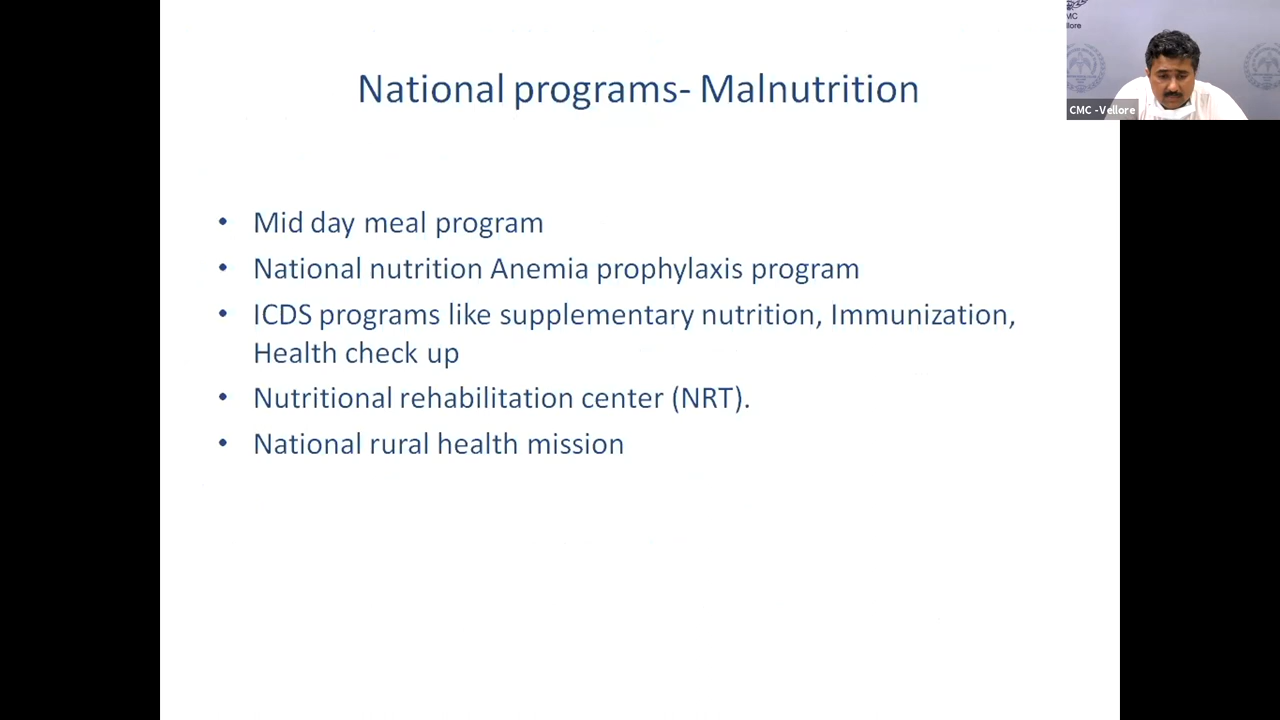 National programs- Malnutrition
• Mid day meal program
• National nutrition Anemia prophylaxis program
• ICDS programs like supplementary nutrition, Immunization,
Health check up
• Nutritional rehabilitation center (NRT).
• National rural health mission
CMC -Vellore